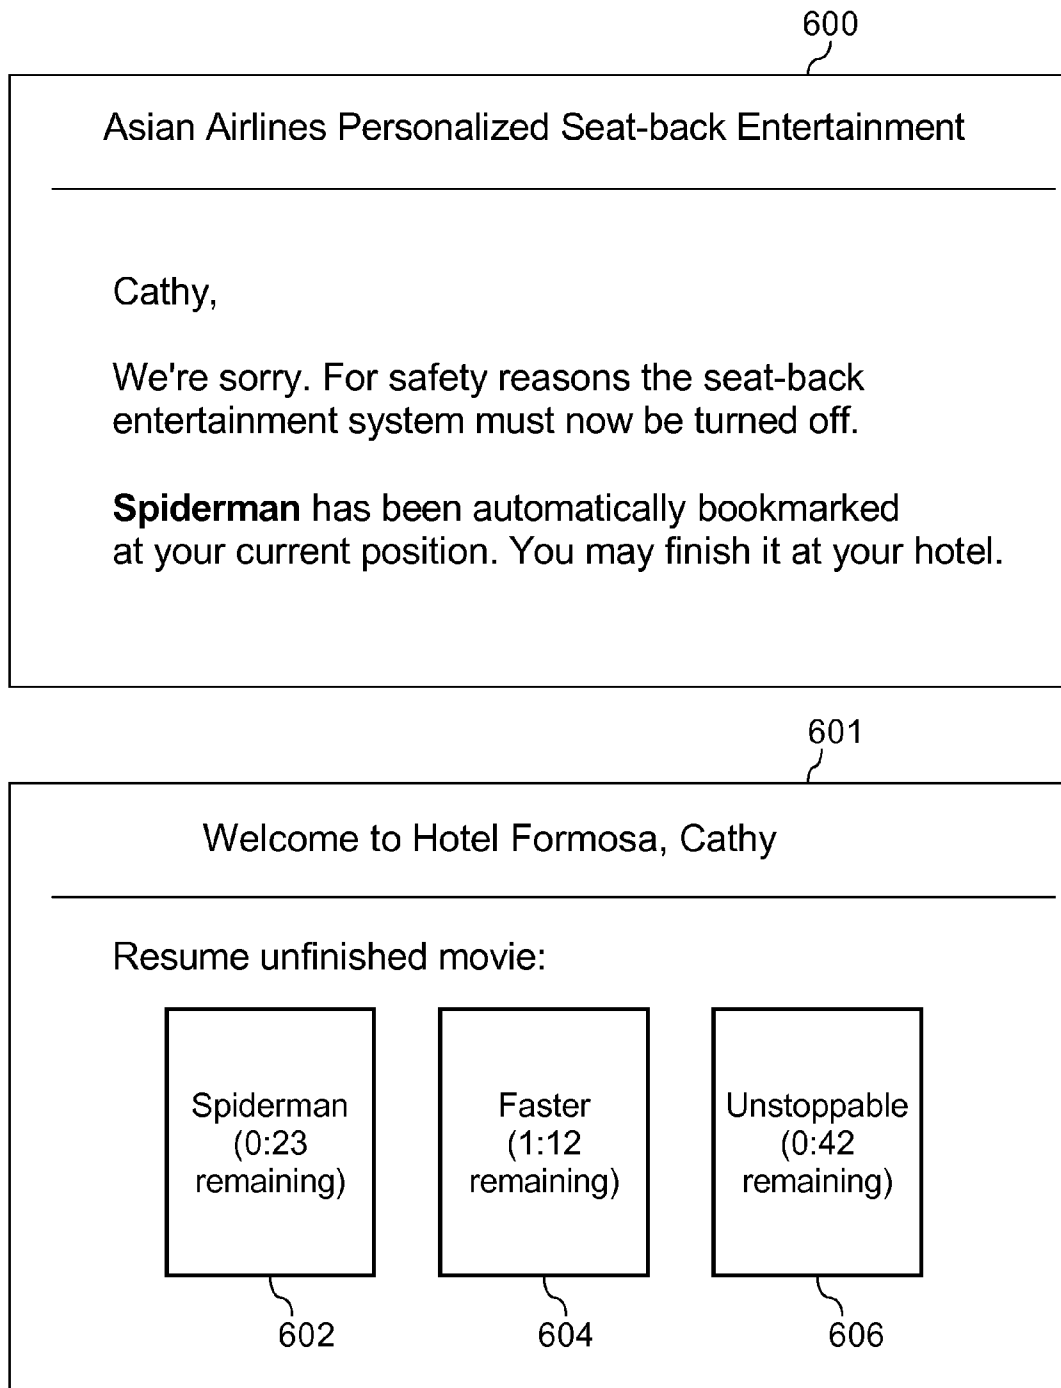 600
Asian Airlines Personalized Seat-back Entertainment
Cathy,
We're sorry. For safety reasons the seat-back
entertainment system must now be turned off.
Spiderman has been automatically bookmarked
at your current position. You may finish it at your hotel.
601
Welcome to Hotel Formosa, Cathy
Resume unfinished movie:
Spiderman
(0:23
remaining)
Faster
(1:12
remaining)
Unstoppable
(0:42
remaining)
602
604
606